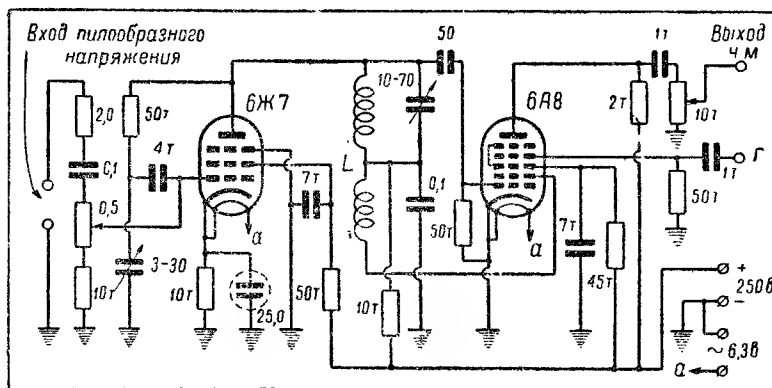 Вход пилообразного
напряжения
2,0
50т
6Ж7
4т
0,1
0,5
10т
3-30
10т
25,0
7т
50т
L
10-70
50
0,1
10т
50т
6А8
а
а
7т
45т
2т
1т
10т
Выход
ч м
Г
1т
50т
+
250в
-
~ 6,3в
а